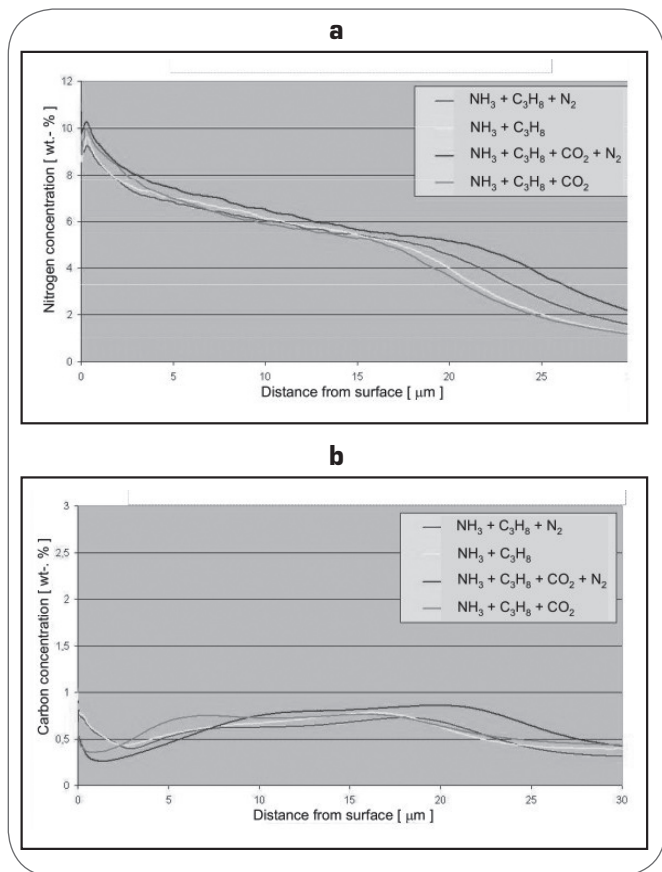 a
12
10
8
6
4
2
0
Nitrogen concentration [ wt.- % ]
NH₃ + C₃H₈ + N₂
NH₃ + C₃H₈
NH₃ + C₃H₈ + CO₂ + N₂
NH₃ + C₃H₈ + CO₂
0 5 10 15 20 25
Distance from surface [ μm ]
b
3
2,5
2
1,5
1
0,5
0
Carbon concentration [ wt-. % ]
NH₃ + C₃H₈ + N₂
NH₃ + C₃H₈
NH₃ + C₃H₈ + CO₂ + N₂
NH₃ + C₃H₈ + CO₂
0 5 10 15 20 25 30
Distance from surface [ μm ]